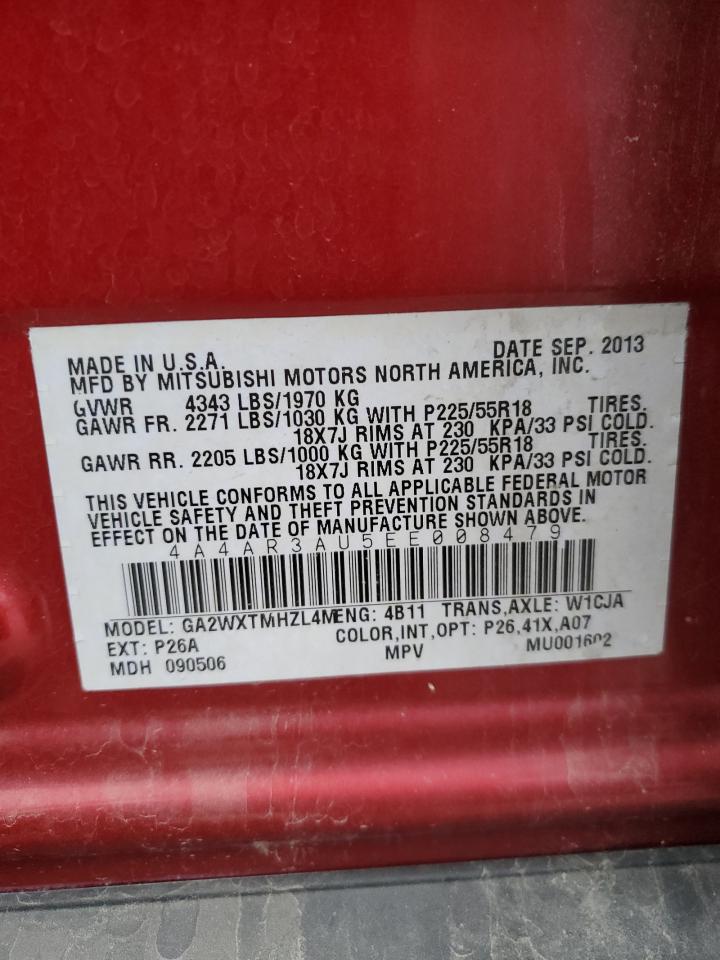 MADE IN U.S.A. DATE SEP. 2013
MFD BY MITSUBISHI MOTORS NORTH AMERICA, INC.
GVWR 4343 LBS/1970 KG
GAWR FR. 2271 LBS/1030 KG WITH P225/55R18 TIRES.
18X7J RIMS AT 230 KPA/33 PSI COLD.
GAWR RR. 2205 LBS/1000 KG WITH P225/55R18 TIRES.
18X7J RIMS AT 230 KPA/33 PSI COLD.
THIS VEHICLE CONFORMS TO ALL APPLICABLE FEDERAL MOTOR
VEHICLE SAFETY AND THEFT PREVENTION STANDARDS IN
EFFECT ON THE DATE OF MANUFACTURE SHOWN ABOVE.
4A4AR3AU5EE008479
MODEL: GA2WXTMHZL4M ENG: 4B11 TRANS,AXLE: W1CJA
EXT: P26A COLOR,INT,OPT: P26,41X,A07
MDH 090506 MPV MU001602